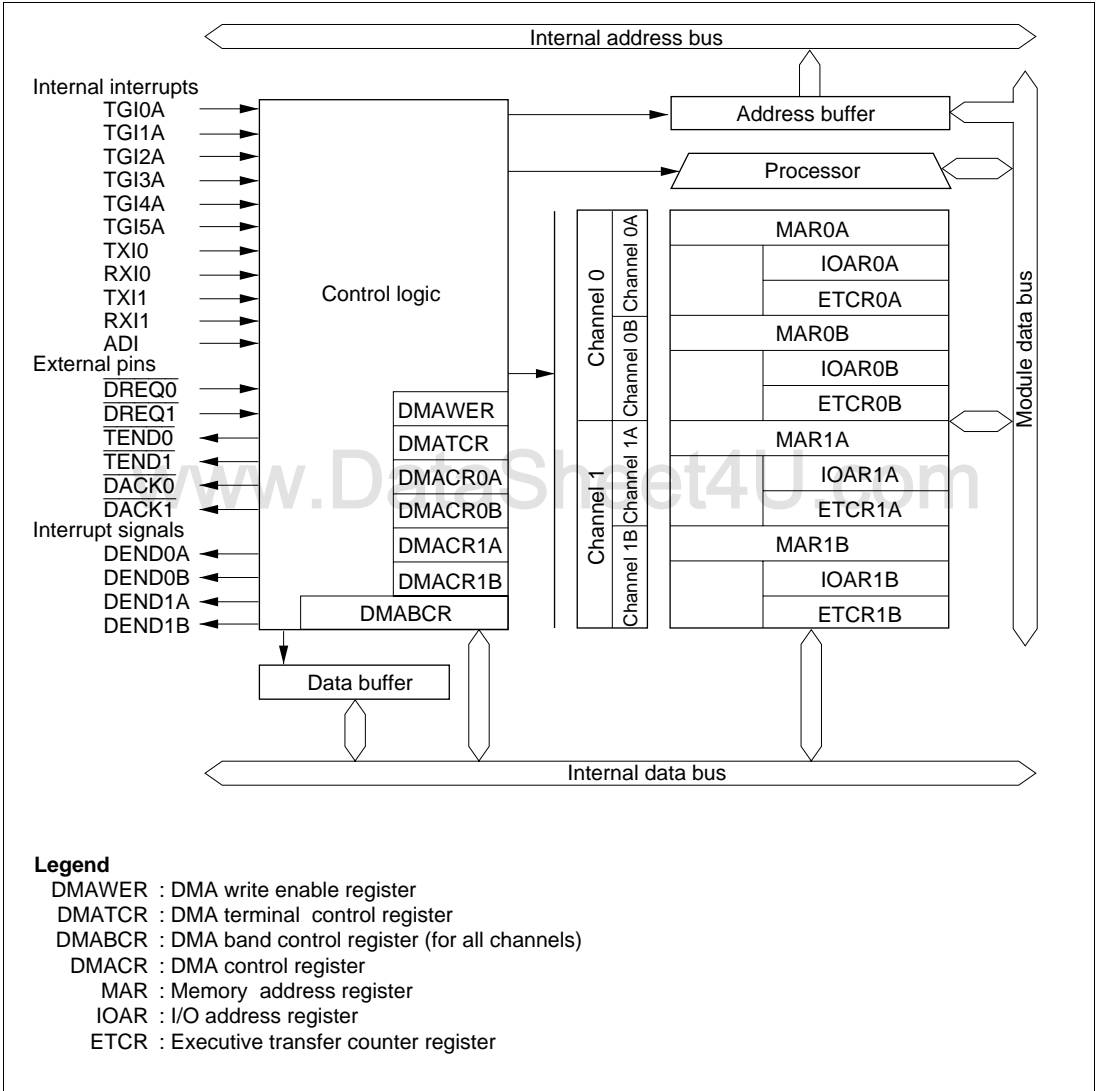 Internal address bus
Internal interrupts
TGI0A
TGI1A
TGI2A
TGI3A
TGI4A
TGI5A
TXI0
RXI0
TXI1
RXI1
ADI
External pins
DREQ0
DREQ1
TEND0
TEND1
DACK0
DACK1
Interrupt signals
DEND0A
DEND0B
DEND1A
DEND1B
Control logic
DMAWER
DMATCR
DMACR0A
DMACR0B
DMACR1A
DMACR1B
DMABCR
Data buffer
Address buffer
Processor
Channel 0
Channel 0A
Channel 0B
Channel 1
Channel 1A
Channel 1B
MAR0A
IOAR0A
ETCR0A
MAR0B
IOAR0B
ETCR0B
MAR1A
IOAR1A
ETCR1A
MAR1B
IOAR1B
ETCR1B
Module data bus
Internal data bus
www.DataSheet4U.com
Legend
DMAWER : DMA write enable register
DMATCR : DMA terminal control register
DMABCR : DMA band control register (for all channels)
DMACR : DMA control register
MAR : Memory address register
IOAR : I/O address register
ETCR : Executive transfer counter register